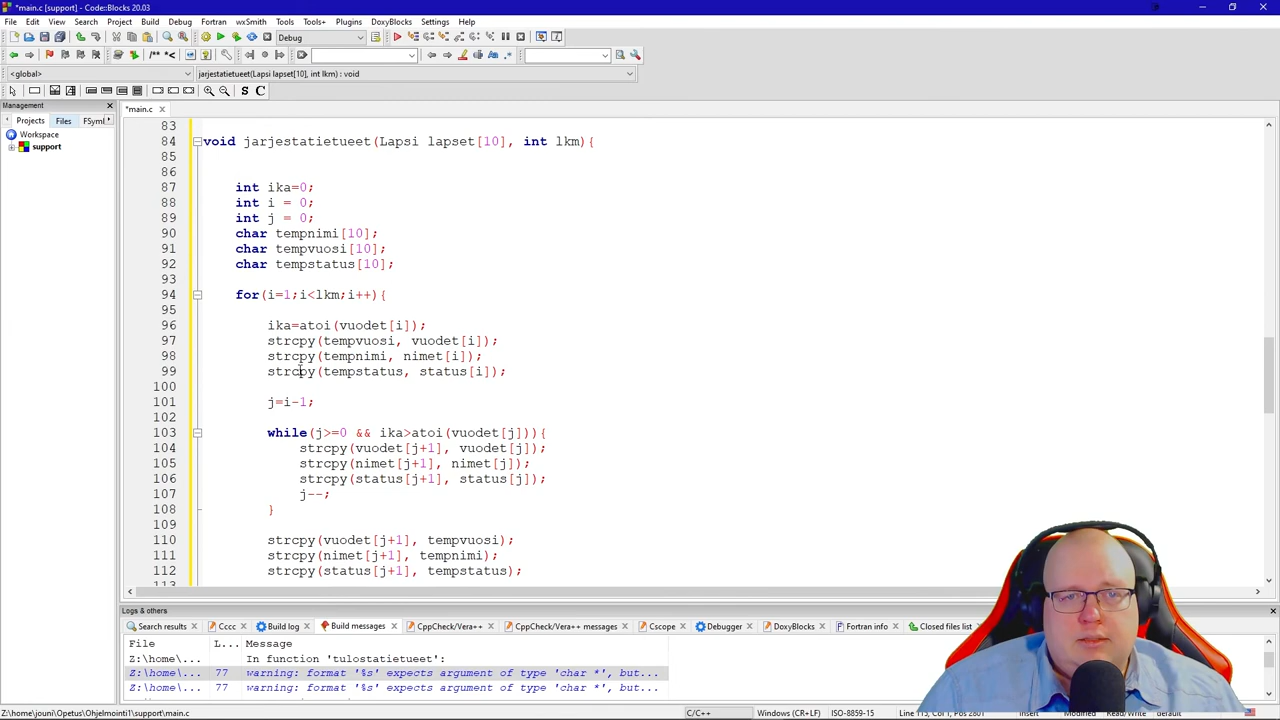 *main.c [support] - Code::Blocks 20.03
File Edit View Search Project Build Debug Fortran wxSmith Tools Tools+ Plugins DoxyBlocks Settings Help
Debug
/** *<
<global> jarjestatietueet(Lapsi lapset[10], int lkm) : void
S C
Management
*main.c
Projects Files FSymb
Workspace
support
83
84 void jarjestatietueet(Lapsi lapset[10], int lkm){
85
86
87 int ika=0;
88 int i = 0;
89 int j = 0;
90 char tempnimi[10];
91 char tempvuosi[10];
92 char tempstatus[10];
93
94 for(i=1;i<lkm;i++){
95
96 ika=atoi(vuodet[i]);
97 strcpy(tempvuosi, vuodet[i]);
98 strcpy(tempnimi, nimet[i]);
99 strcpy(tempstatus, status[i]);
100
101 j=i-1;
102
103 while(j>=0 && ika>atoi(vuodet[j])){
104 strcpy(vuodet[j+1], vuodet[j]);
105 strcpy(nimet[j+1], nimet[j]);
106 strcpy(status[j+1], status[j]);
107 j--;
108 }
109
110 strcpy(vuodet[j+1], tempvuosi);
111 strcpy(nimet[j+1], tempnimi);
112 strcpy(status[j+1], tempstatus);
113
Logs & others
Search results Cccc Build log Build messages CppCheck/Vera++ CppCheck/Vera++ messages Cscope Debugger DoxyBlocks Fortran info Closed files list
File L... Message
Z:\home\... In function 'tulostatietueet':
Z:\home\... 77 warning: format '%s' expects argument of type 'char *', but...
Z:\home\... 77 warning: format '%s' expects argument of type 'char *', but...
Z:\home\jouni\Opetus\Ohjelmointi1\support\main.c C/C++ Windows (CR+LF) ISO-8859-15 Line 113, Col 1, Pos 2801 Insert Read/Write default